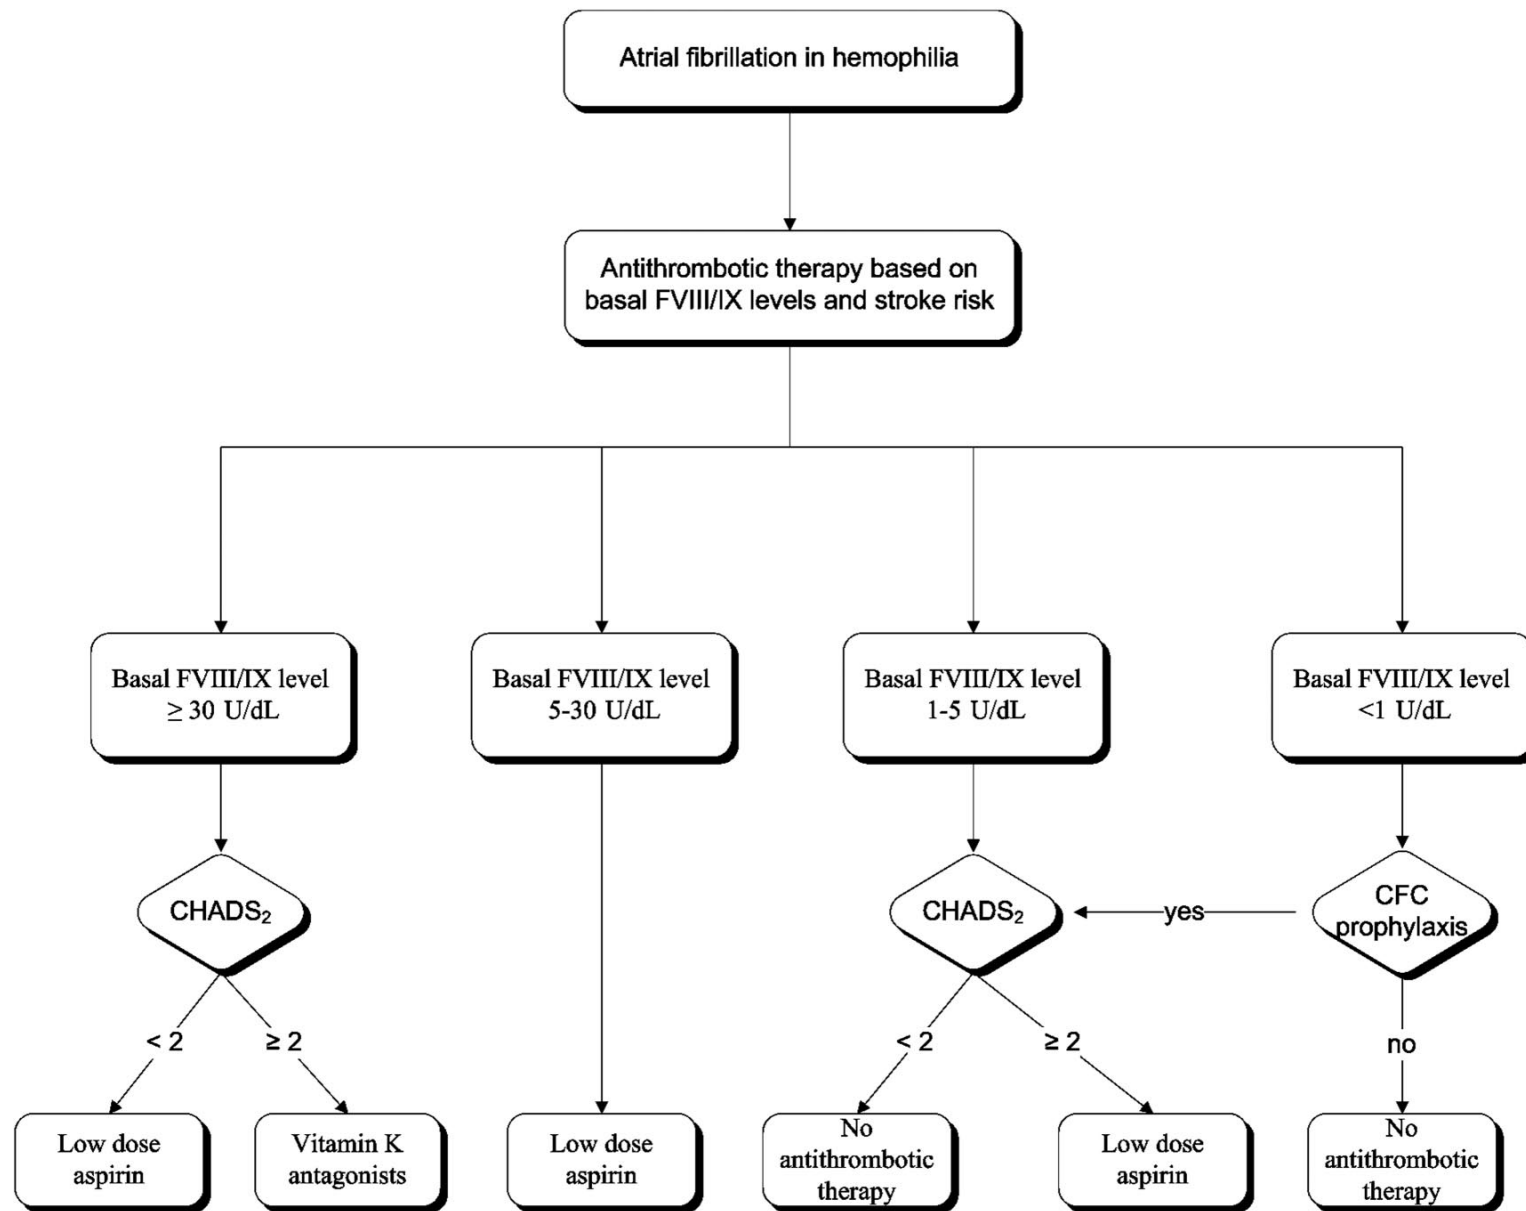 Atrial fibrillation in hemophilia
Antithrombotic therapy based on
basal FVIII/IX levels and stroke risk
Basal FVIII/IX level
≥ 30 U/dL
Basal FVIII/IX level
5-30 U/dL
Basal FVIII/IX level
1-5 U/dL
Basal FVIII/IX level
<1 U/dL
CHADS₂
CHADS₂
yes
CFC
prophylaxis
< 2
≥ 2
< 2
≥ 2
no
Low dose
aspirin
Vitamin K
antagonists
Low dose
aspirin
No
antithrombotic
therapy
Low dose
aspirin
No
antithrombotic
therapy